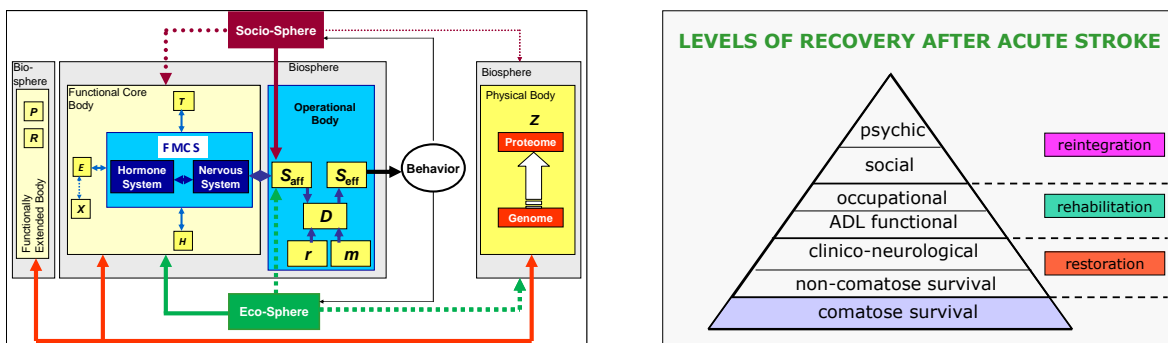 Socio-Sphere
Bio-
sphere
P
R
Functionally
Extended Body
Biosphere
Functional Core
Body
T
FMCS
Hormone
System
Nervous
System
E
X
H
Operational
Body
S aff
S eff
D
r
m
Behavior
Biosphere
Physical Body
z
Proteome
Genome
Eco-Sphere
LEVELS OF RECOVERY AFTER ACUTE STROKE
psychic
social
reintegration
occupational
ADL functional
rehabilitation
clinico-neurological
non-comatose survival
restoration
comatose survival